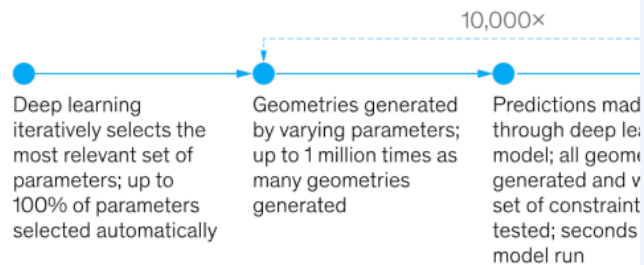 10,000×
Deep learning
iteratively selects the
most relevant set of
parameters; up to
100% of parameters
selected automatically
Geometries generated
by varying parameters;
up to 1 million times as
many geometries
generated
Predictions
through deep
model; all
generated and
set of
tested; seconds
model run